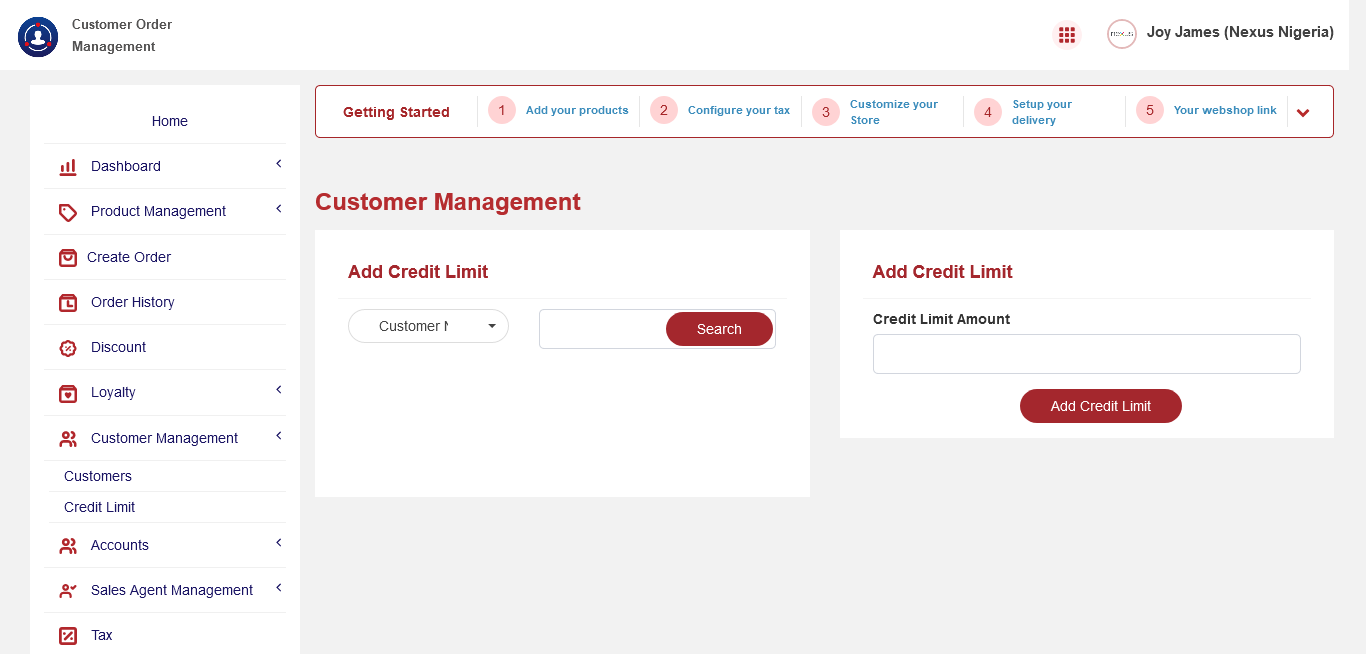 Customer Order
Management
nexus
Joy James (Nexus Nigeria)
Home
Dashboard
Product Management
Create Order
Order History
Discount
Loyalty
Customer Management
Customers
Credit Limit
Accounts
Sales Agent Management
Tax
Getting Started
1 Add your products
2 Configure your tax
3 Customize your
Store
4 Setup your
delivery
5 Your webshop link
Customer Management
Add Credit Limit
Customer N
Search
Add Credit Limit
Credit Limit Amount
Add Credit Limit